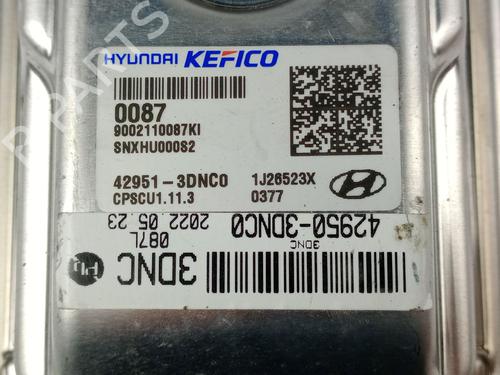 HYUNDAI KEFICO
0087
9002110087KI
SNXHU000S2
42951-3DNC0 1J26523X
CPSCU1.11.3 0377
42950-3DNC0
3DNC
087L
2022.05.23
3DNC
B-PARTS